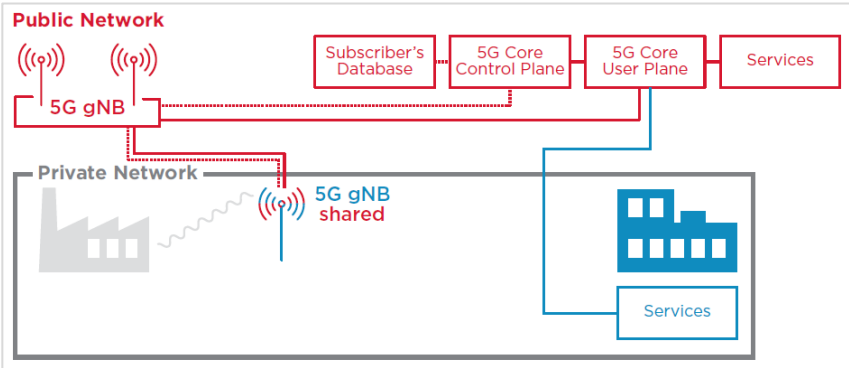 Public Network
Subscriber's
Database
5G Core
Control Plane
5G Core
User Plane
Services
5G gNB
Private Network
5G gNB
shared
Services